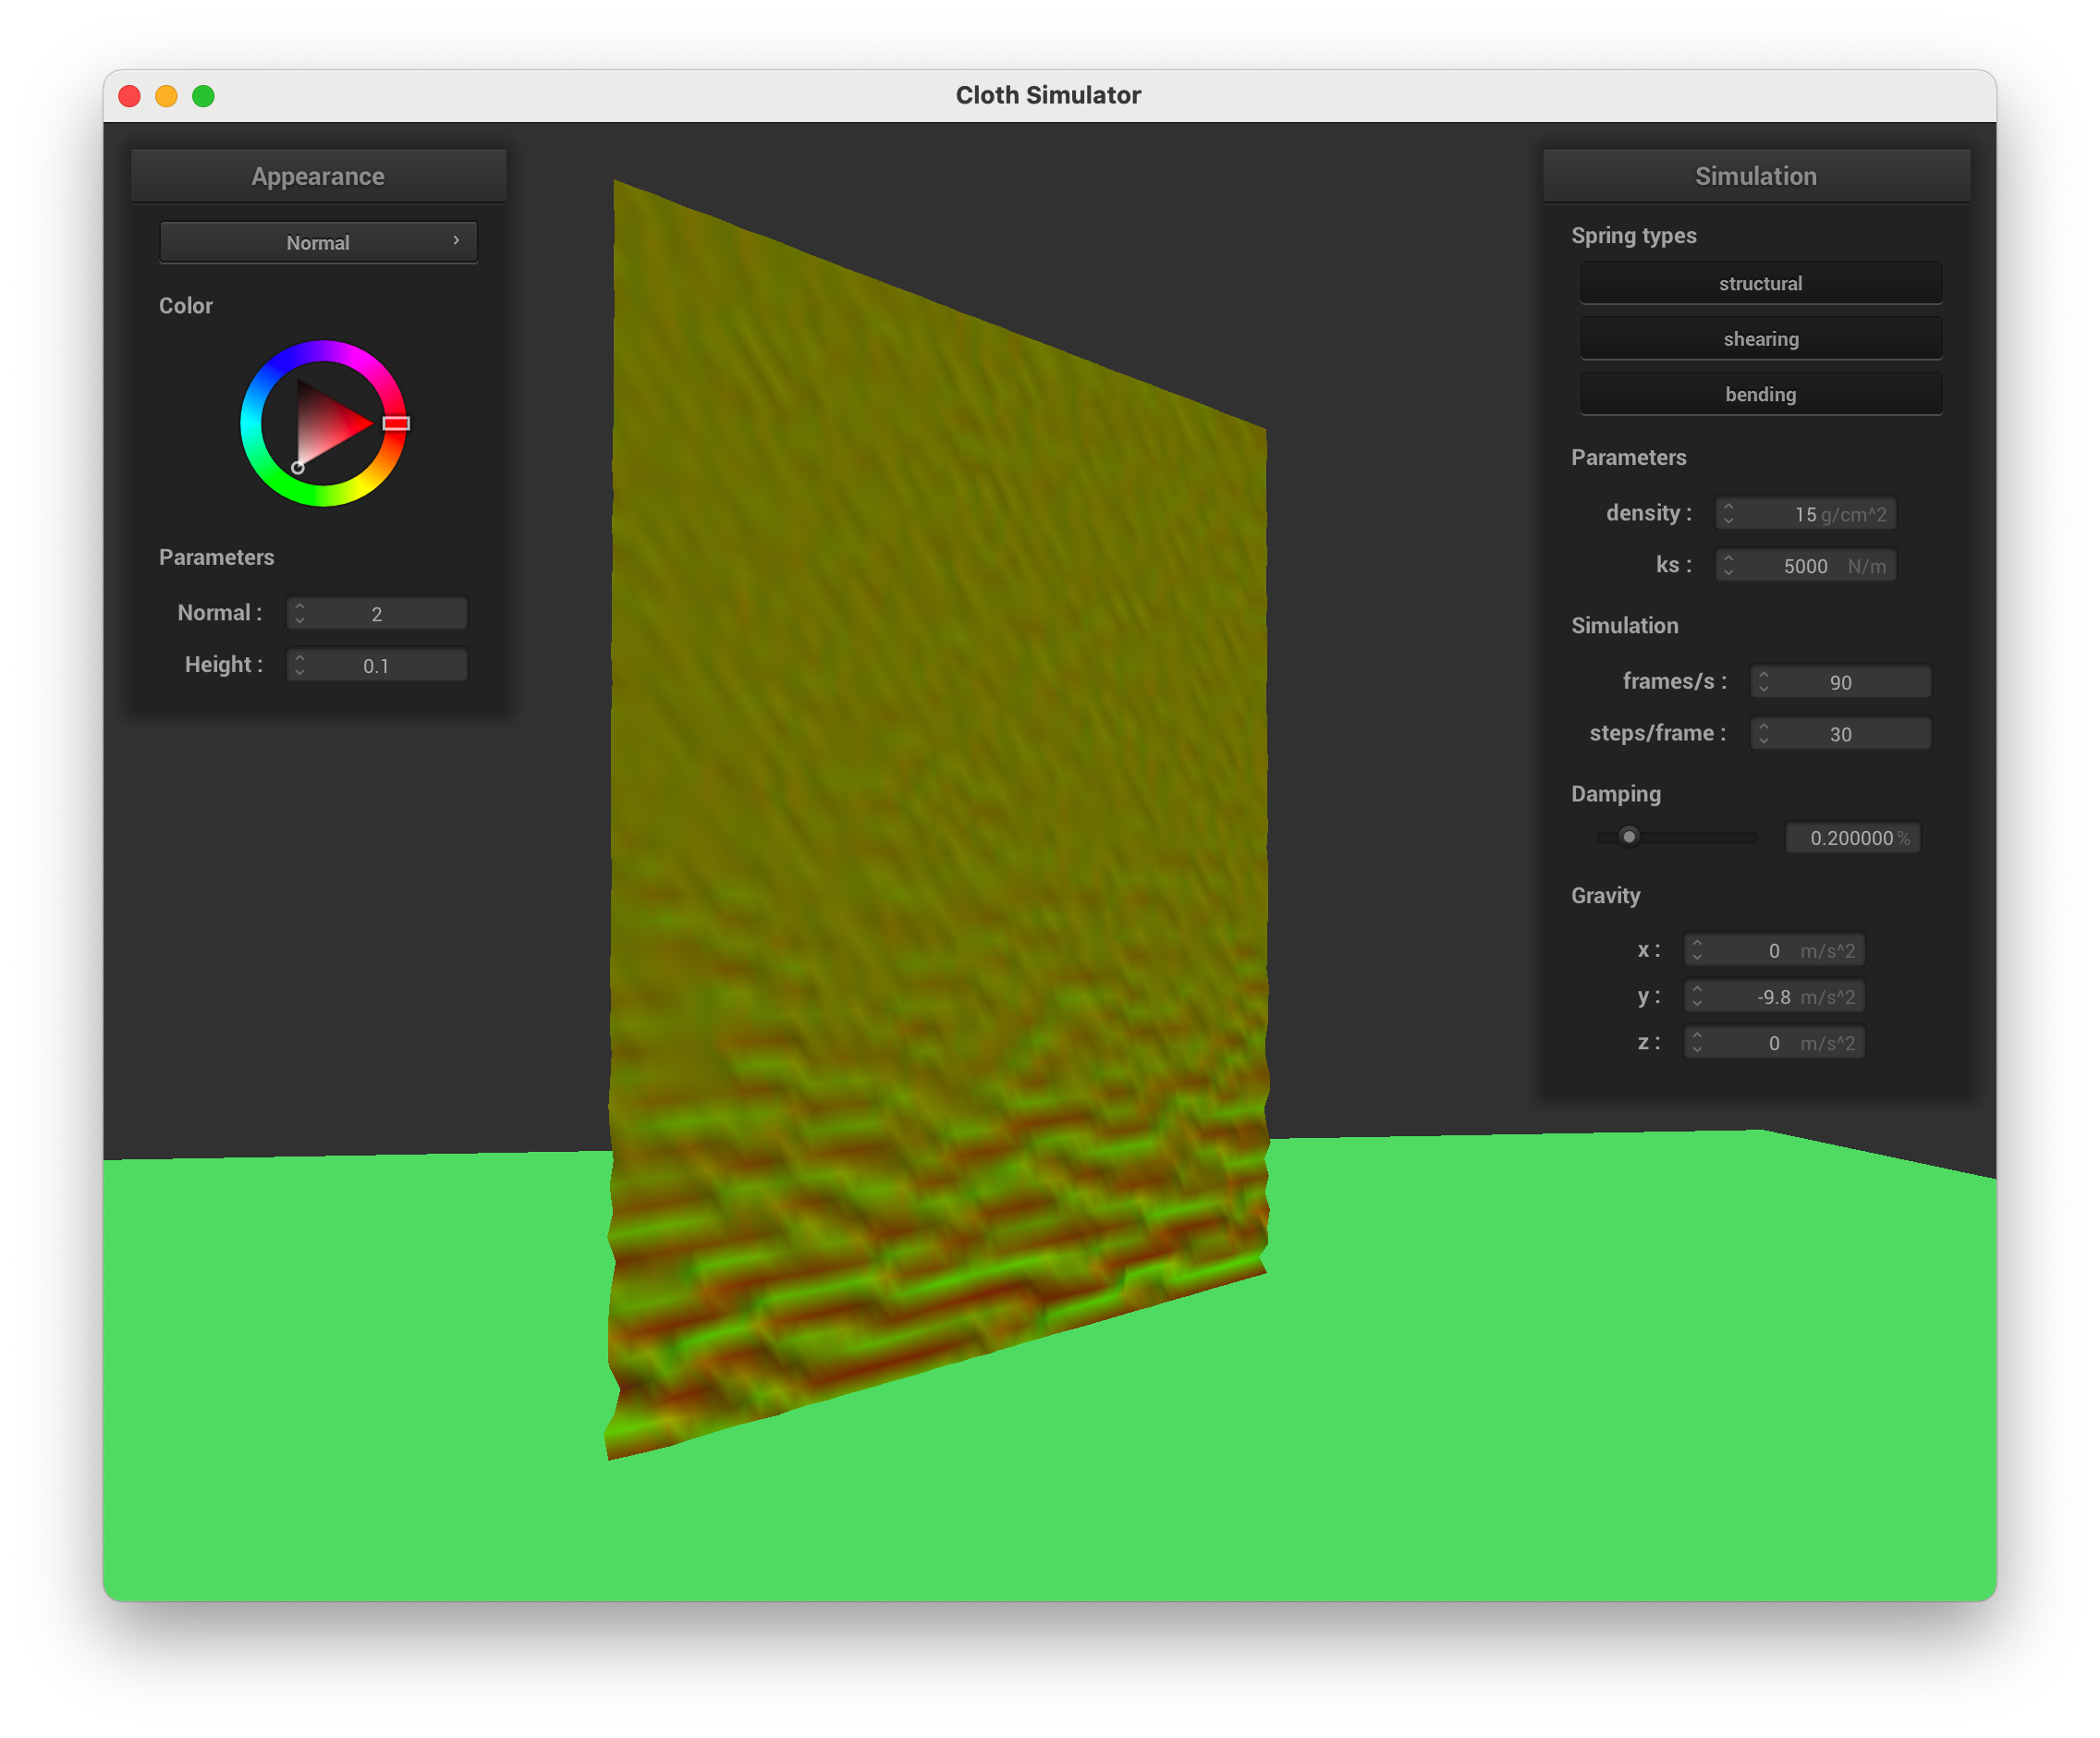 Cloth Simulator
Appearance
Normal
Color
Parameters
Normal : 2
Height : 0.1
Simulation
Spring types
structural
shearing
bending
Parameters
density : 15 g/cm^2
ks : 5000 N/m
Simulation
frames/s : 90
steps/frame : 30
Damping
0.200000 %
Gravity
x : 0 m/s^2
y : -9.8 m/s^2
z : 0 m/s^2